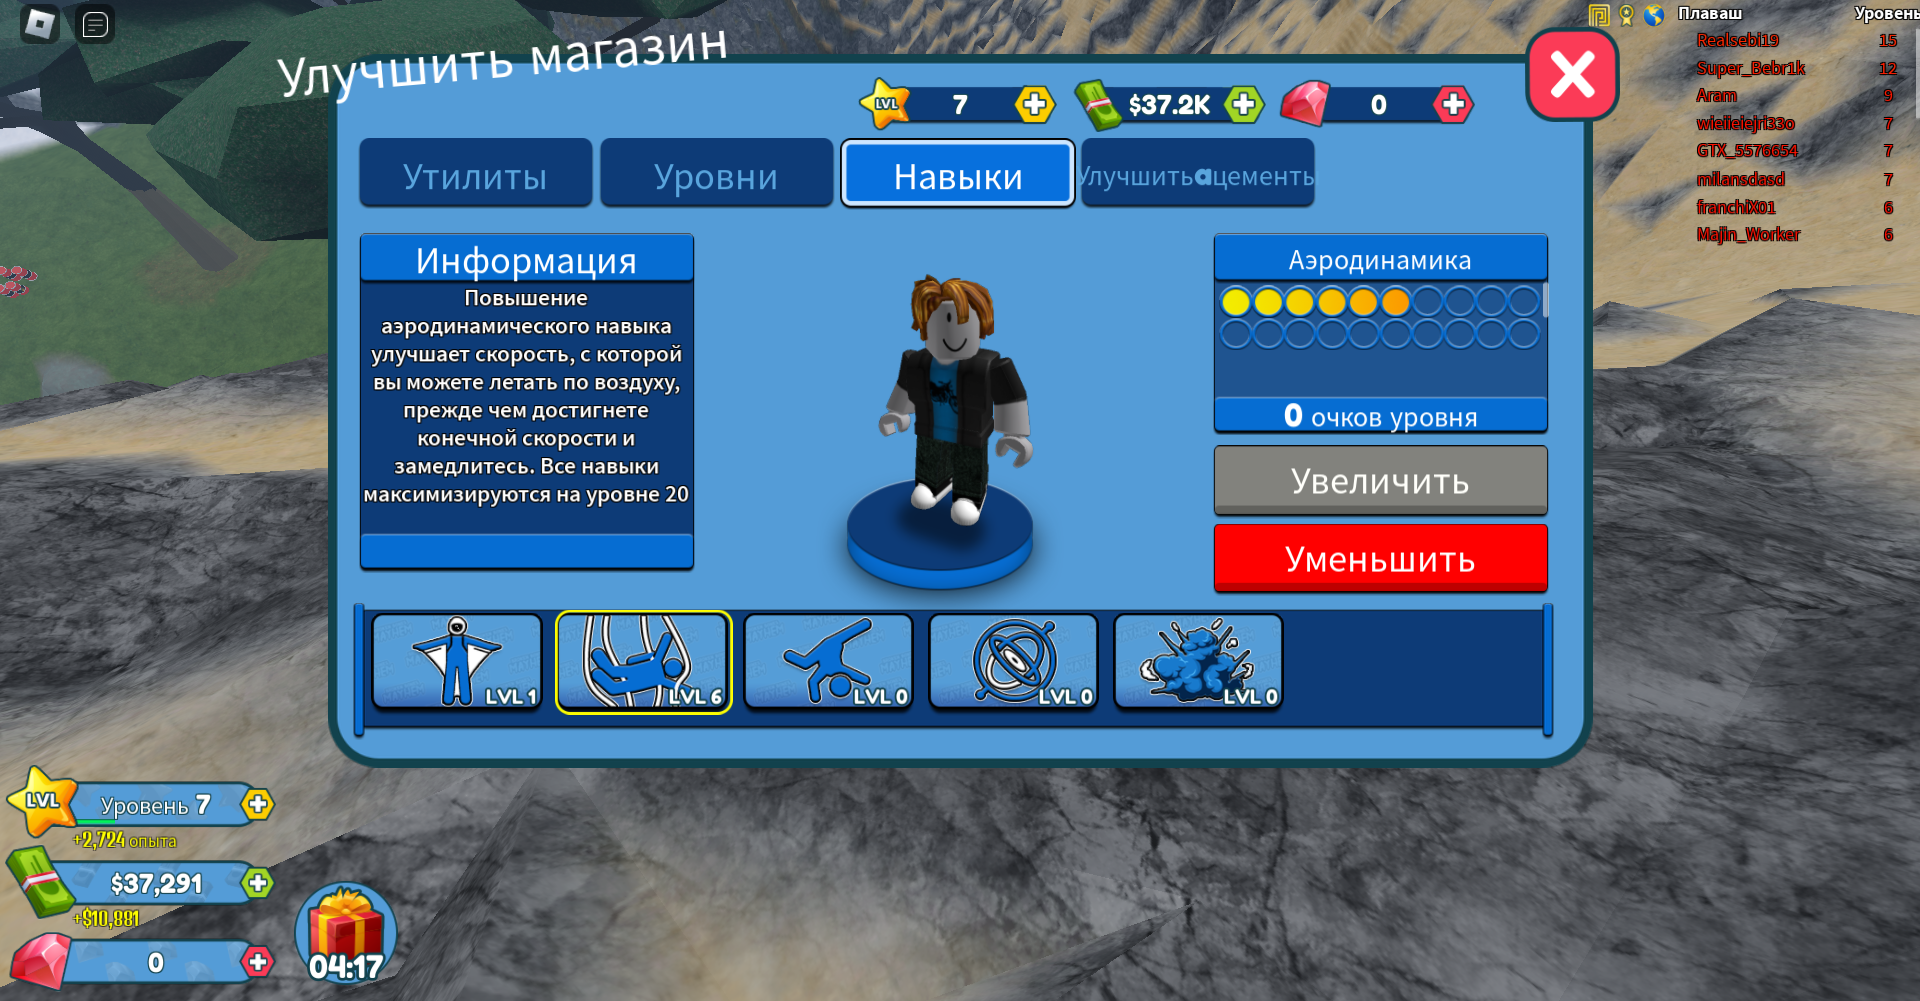 Улучшить магазин
LVL 7
$37.2K
0
Плаваш Уровень
Realsebi19 15
Super_Bebr1k 12
Aram 9
wieiieiejri33o 7
GTX_5576654 7
milansdasd 7
franchiX01 6
Majin_Worker 6
Утилиты
Уровни
Навыки
Улучшить
ацементы
Информация
Повышение
аэродинамического навыка
улучшает скорость, с которой
вы можете летать по воздуху,
прежде чем достигнете
конечной скорости и
замедлитесь. Все навыки
максимизируются на уровне 20
Аэродинамика
0 очков уровня
Увеличить
Уменьшить
LVL 1
LVL 6
LVL 0
LVL 0
LVL 0
LVL Уровень 7
+2,724 опыта
$37,291
+$10,881
0
04:17